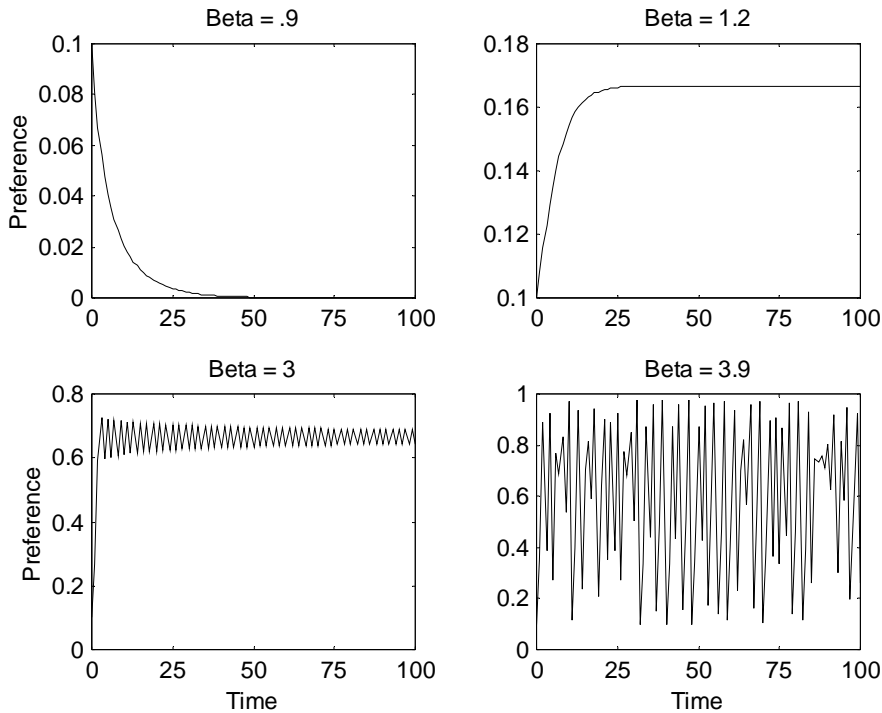 Beta = .9
Beta = 1.2
Preference
0.1
0.08
0.06
0.04
0.02
0
0 25 50 75 100
0.18
0.16
0.14
0.12
0.1
0 25 50 75 100
Beta = 3
Beta = 3.9
Preference
0.8
0.6
0.4
0.2
0
0 25 50 75 100
Time
1
0.8
0.6
0.4
0.2
0
0 25 50 75 100
Time